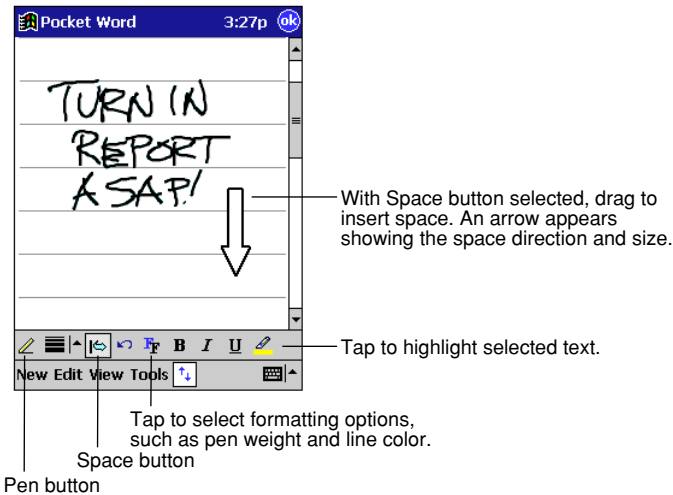 Pocket Word 3:27p ok
TURN IN
REPORT
ASAP!
With Space button selected, drag to
insert space. An arrow appears
showing the space direction and size.
FF B I U
Tap to highlight selected text.
New Edit View Tools
Tap to select formatting options,
such as pen weight and line color.
Space button
Pen button